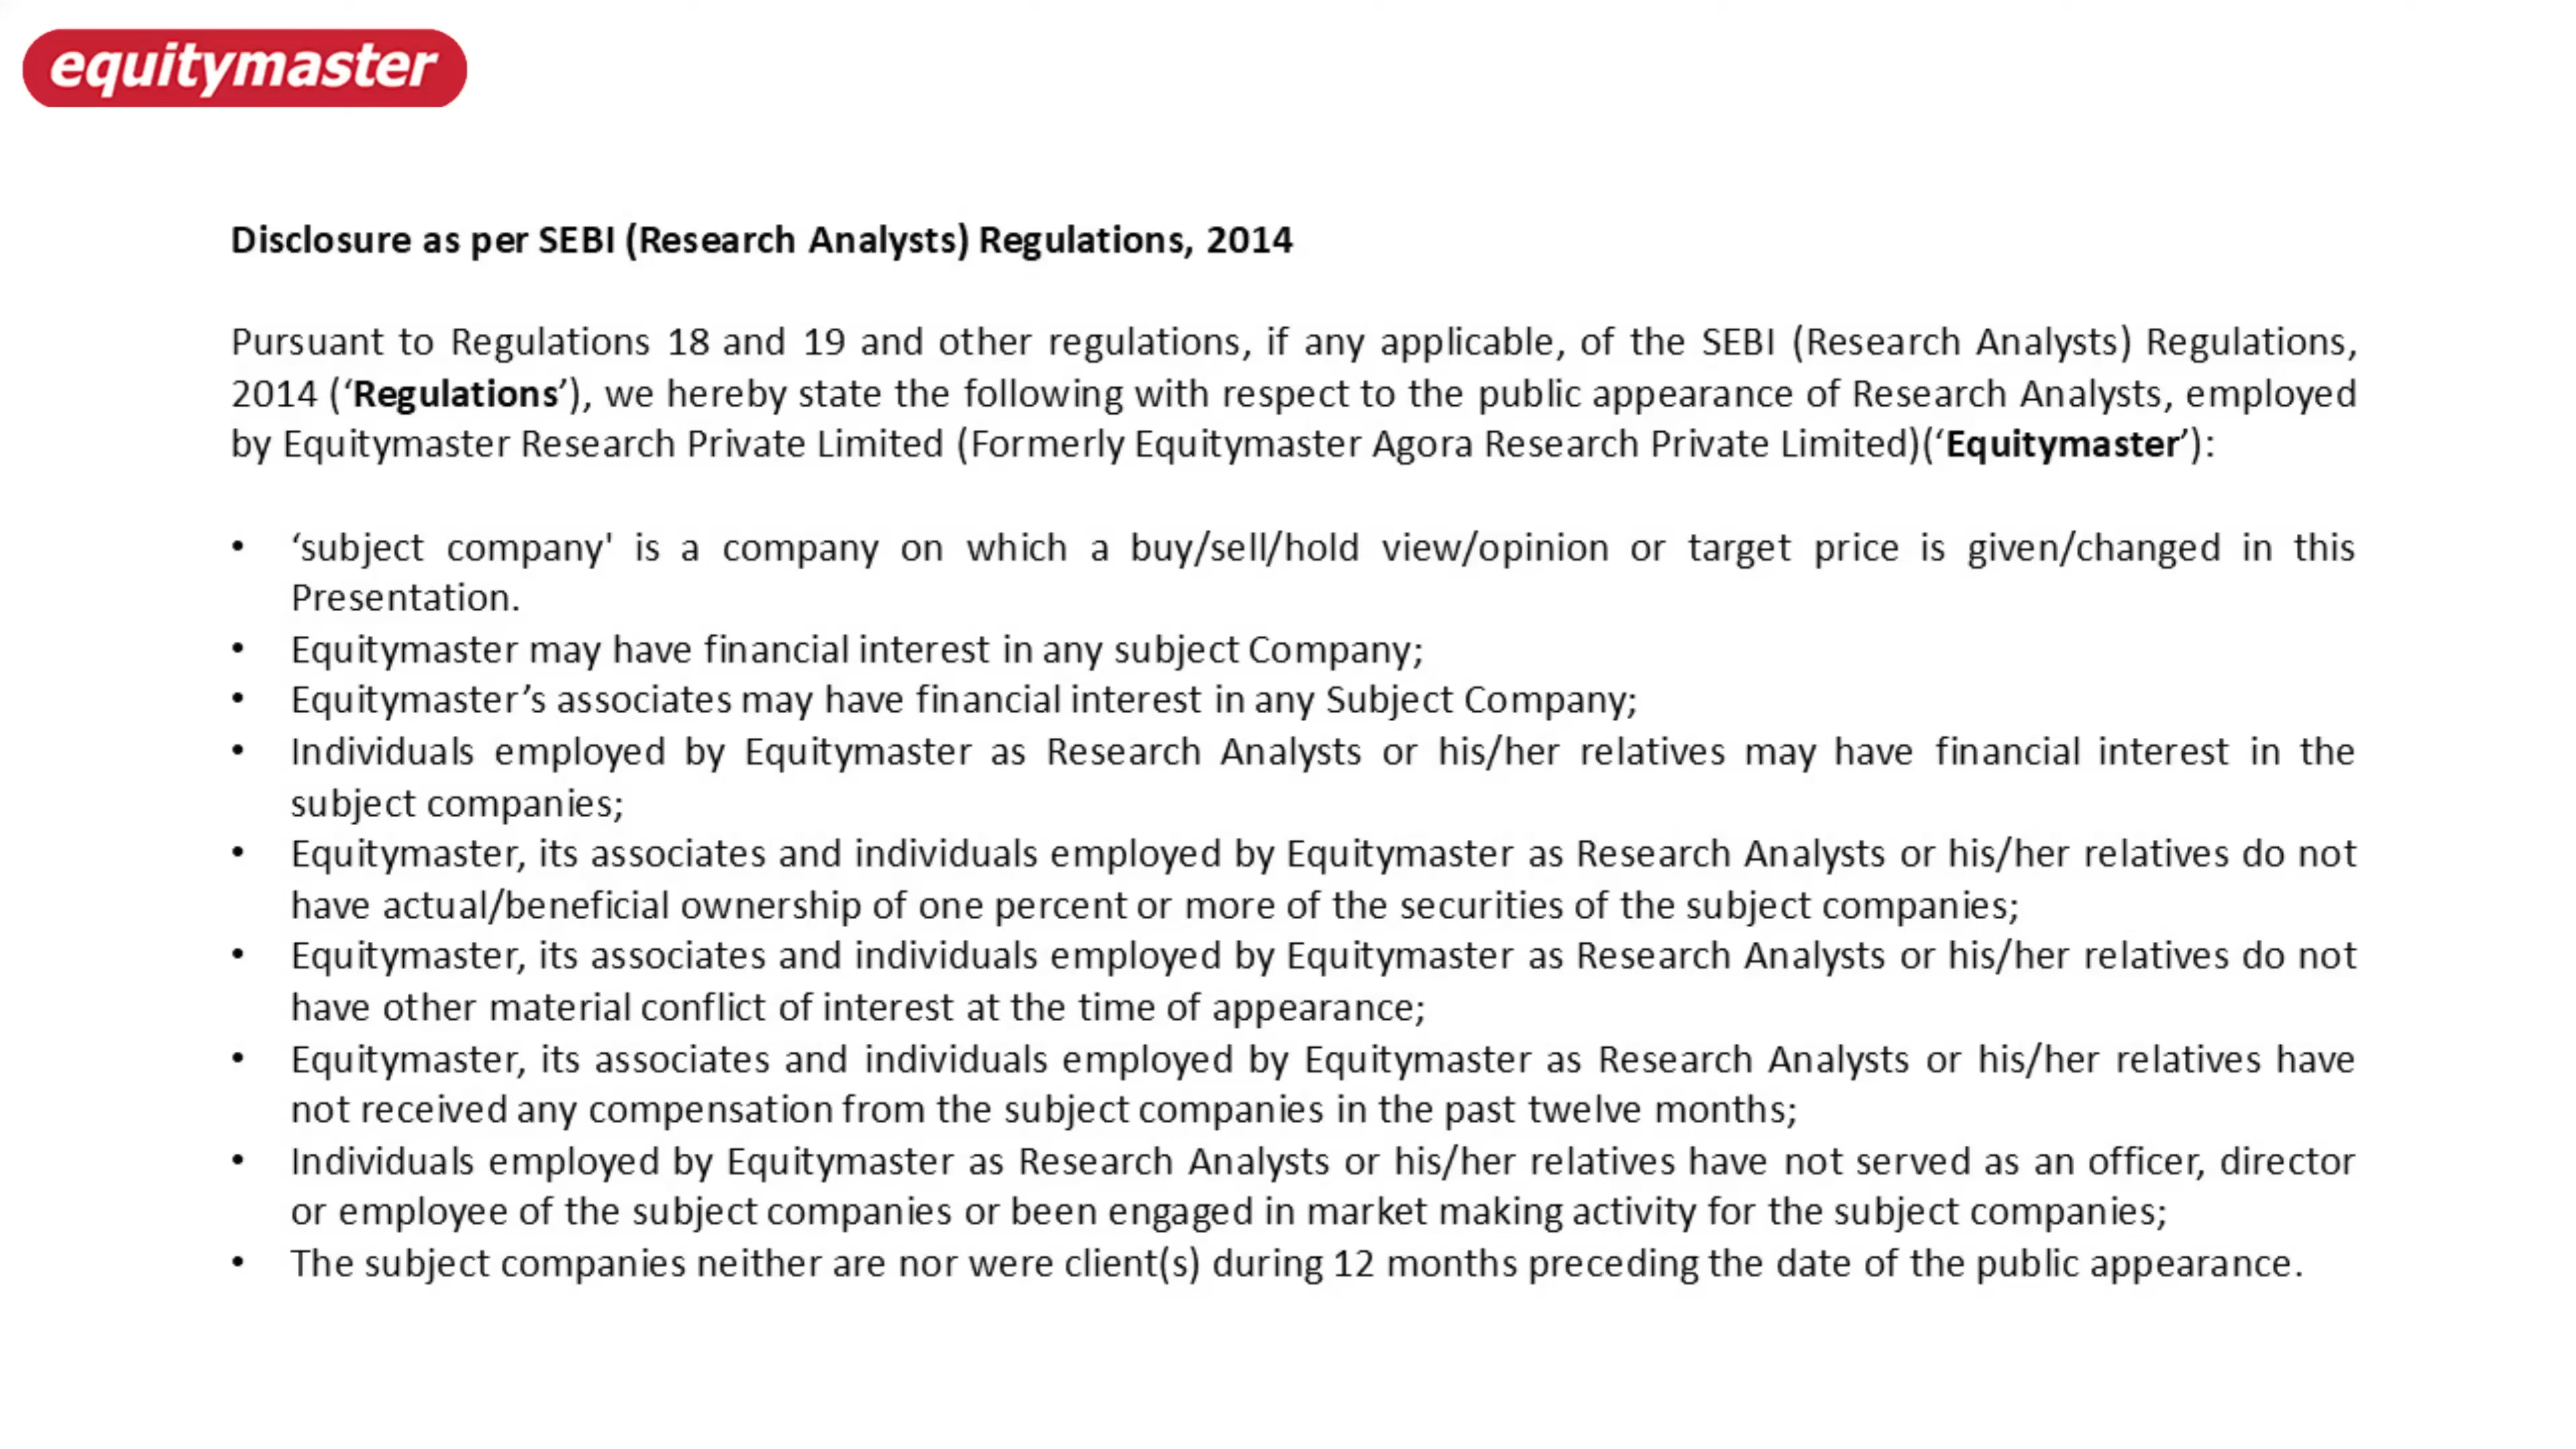 equitymaster
Disclosure as per SEBI (Research Analysts) Regulations, 2014
Pursuant to Regulations 18 and 19 and other regulations, if any applicable, of the SEBI (Research Analysts) Regulations,
2014 (‘Regulations’), we hereby state the following with respect to the public appearance of Research Analysts, employed
by Equitymaster Research Private Limited (Formerly Equitymaster Agora Research Private Limited)(‘Equitymaster’):
• ‘subject company' is a company on which a buy/sell/hold view/opinion or target price is given/changed in this
Presentation.
• Equitymaster may have financial interest in any subject Company;
• Equitymaster’s associates may have financial interest in any Subject Company;
• Individuals employed by Equitymaster as Research Analysts or his/her relatives may have financial interest in the
subject companies;
• Equitymaster, its associates and individuals employed by Equitymaster as Research Analysts or his/her relatives do not
have actual/beneficial ownership of one percent or more of the securities of the subject companies;
• Equitymaster, its associates and individuals employed by Equitymaster as Research Analysts or his/her relatives do not
have other material conflict of interest at the time of appearance;
• Equitymaster, its associates and individuals employed by Equitymaster as Research Analysts or his/her relatives have
not received any compensation from the subject companies in the past twelve months;
• Individuals employed by Equitymaster as Research Analysts or his/her relatives have not served as an officer, director
or employee of the subject companies or been engaged in market making activity for the subject companies;
• The subject companies neither are nor were client(s) during 12 months preceding the date of the public appearance.